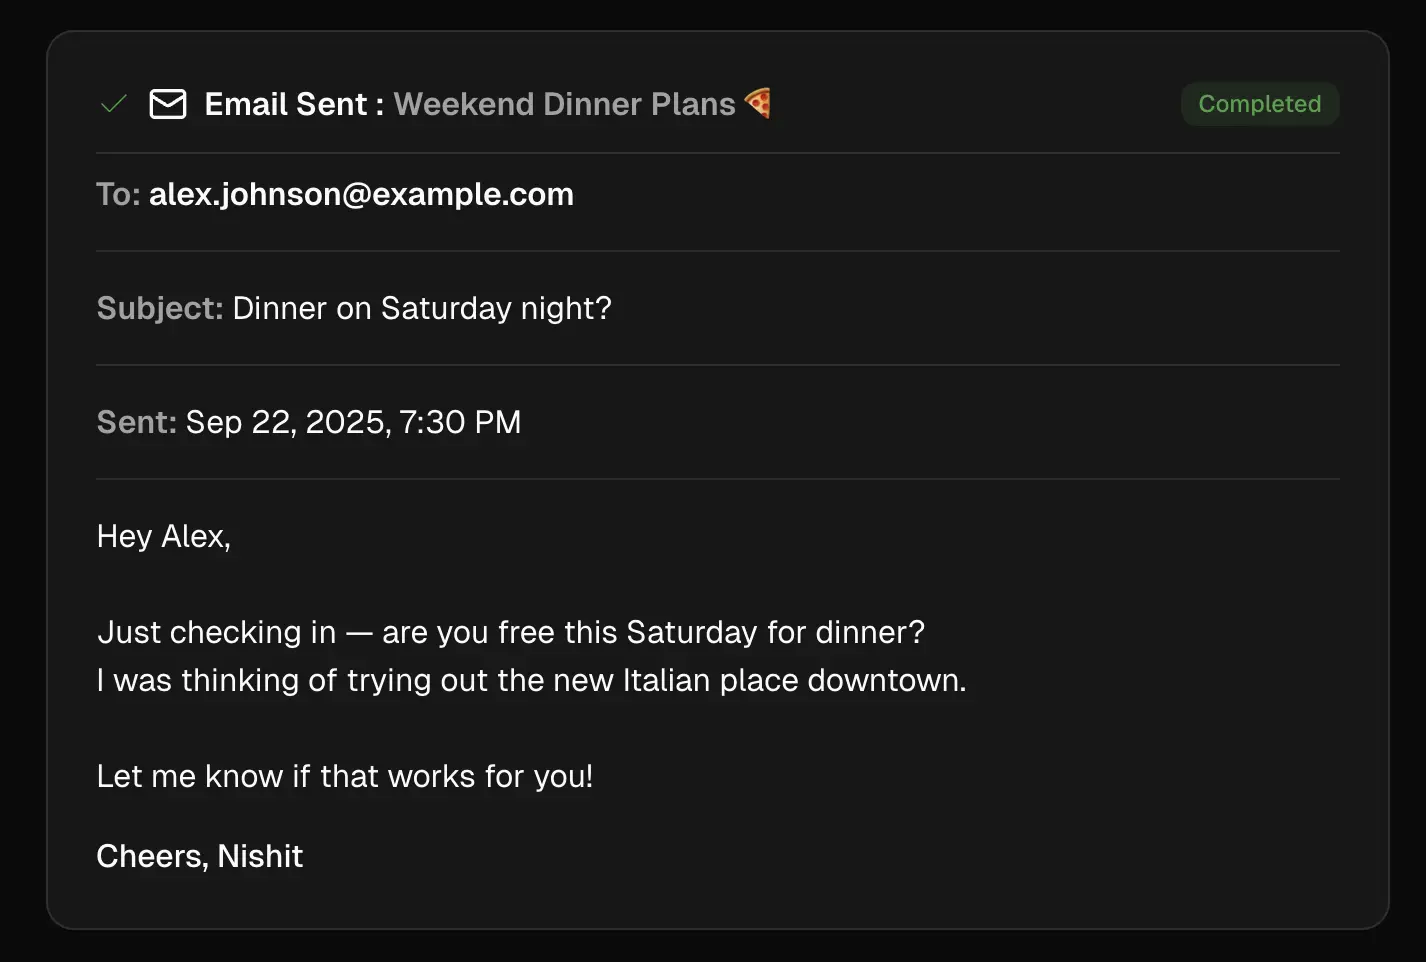 Email Sent : Weekend Dinner Plans 🍕
Completed
To: alex.johnson@example.com
Subject: Dinner on Saturday night?
Sent: Sep 22, 2025, 7:30 PM
Hey Alex,
Just checking in — are you free this Saturday for dinner?
I was thinking of trying out the new Italian place downtown.
Let me know if that works for you!
Cheers, Nishit